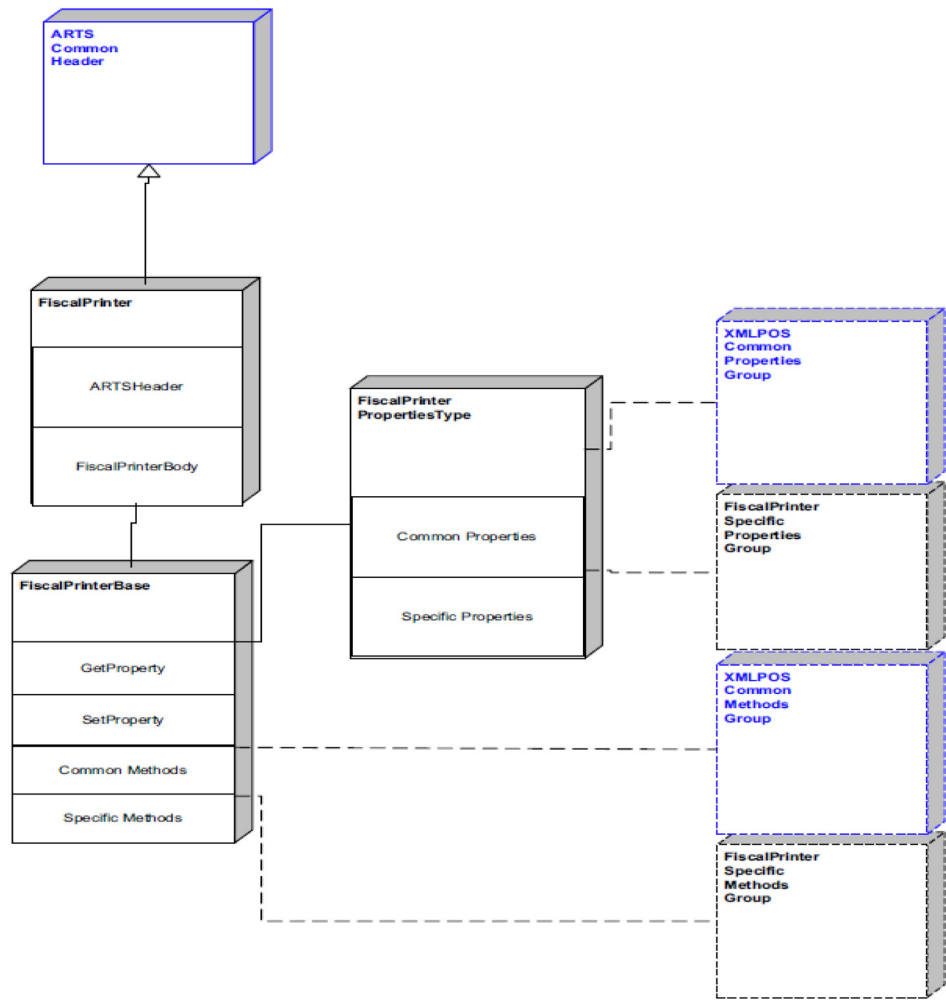 ARTS
Common
Header
FiscalPrinter
ARTSHeader
FiscalPrinterBody
FiscalPrinterBase
GetProperty
SetProperty
Common Methods
Specific Methods
FiscalPrinter
PropertiesType
Common Properties
Specific Properties
XMLPOS
Common
Properties
Group
FiscalPrinter
Specific
Properties
Group
XMLPOS
Common
Methods
Group
FiscalPrinter
Specific
Methods
Group